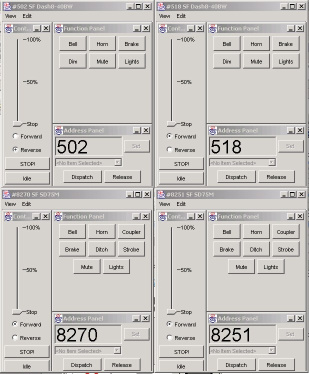 #502 SF Dash8-40BW
View Edit
Cont... Function Panel
100%
Bell Horn Brake
Dim Mute Lights
50%
Stop
Forward
Reverse
STOP!
Idle
Address Panel
502 Set
<No Item Selected>
Dispatch Release
#518 SF Dash8-40BW
View Edit
Cont... Function Panel
100%
Bell Horn Brake
Dim Mute Lights
50%
Stop
Forward
Reverse
STOP!
Idle
Address Panel
518 Set
<No Item Selected>
Dispatch Release
#8270 SF SD75M
View Edit
Cont... Function Panel
100%
Bell Horn Coupler
Brake Ditch Strobe
Mute Lights
50%
Stop
Forward
Reverse
STOP!
Idle
Address Panel
8270 Set
<No Item Selected>
Dispatch Release
#8251 SF SD75M
View Edit
Cont... Function Panel
100%
Bell Horn Coupler
Brake Ditch Strobe
Mute Lights
50%
Stop
Forward
Reverse
STOP!
Idle
Address Panel
8251 Set
<No Item Selected>
Dispatch Release